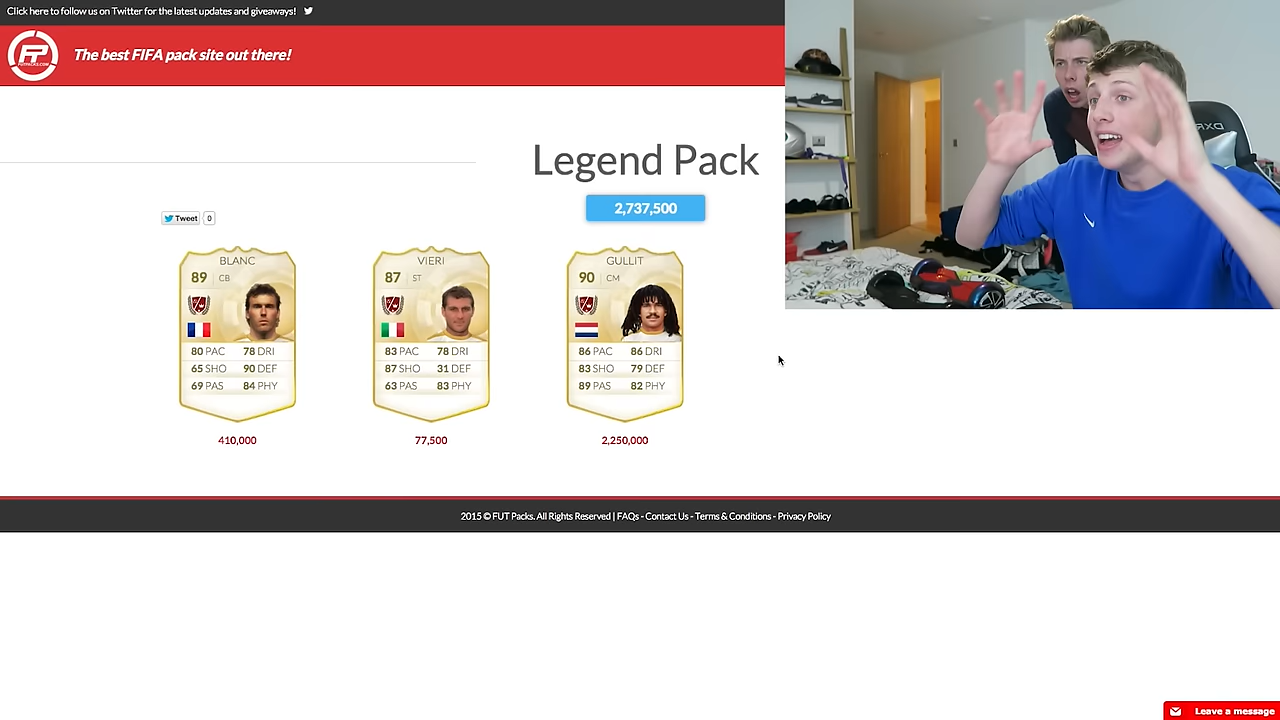 Click here to follow us on Twitter for the latest updates and giveaways!
FP
FUTPACKS.COM
The best FIFA pack site out there!
Legend Pack
2,737,500
Tweet 0
BLANC
89 CB
80 PAC 78 DRI
65 SHO 90 DEF
69 PAS 84 PHY
410,000
VIERI
87 ST
83 PAC 78 DRI
87 SHO 31 DEF
63 PAS 83 PHY
77,500
GULLIT
90 CM
86 PAC 86 DRI
83 SHO 79 DEF
89 PAS 82 PHY
2,250,000
2015 © FUT Packs. All Rights Reserved | FAQs - Contact Us - Terms & Conditions - Privacy Policy
Leave a message